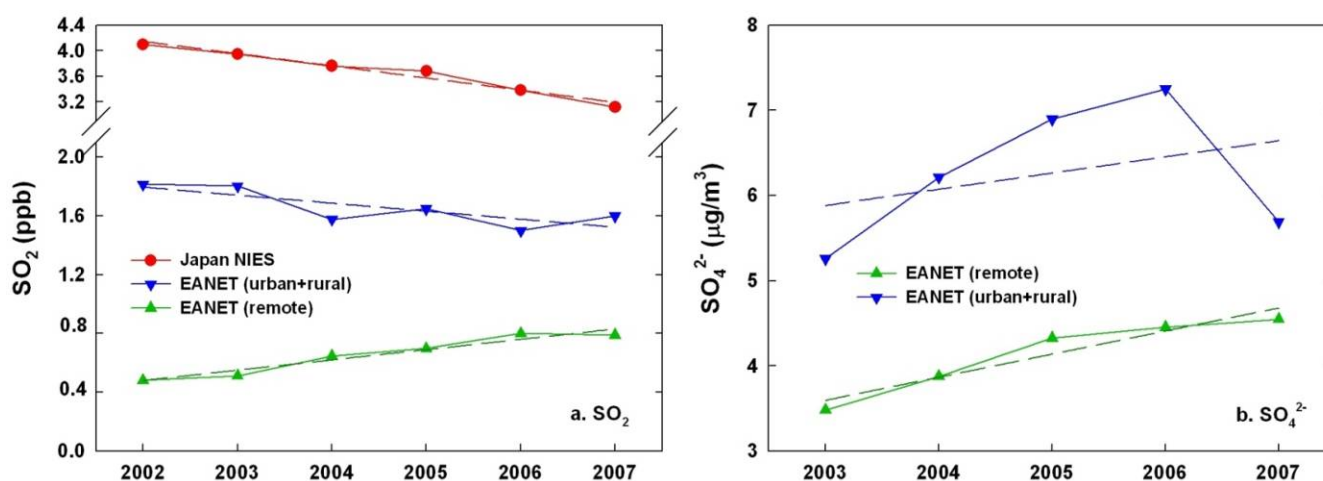 4.4
4.0
3.6
3.2
2.0
1.6
1.2
0.8
0.4
0.0
SO₂ (ppb)
Japan NIES
EANET (urban+rural)
EANET (remote)
a. SO₂
2002 2003 2004 2005 2006 2007
8
7
6
5
4
3
SO₄²⁻ (μg/m³)
EANET (remote)
EANET (urban+rural)
b. SO₄²⁻
2003 2004 2005 2006 2007